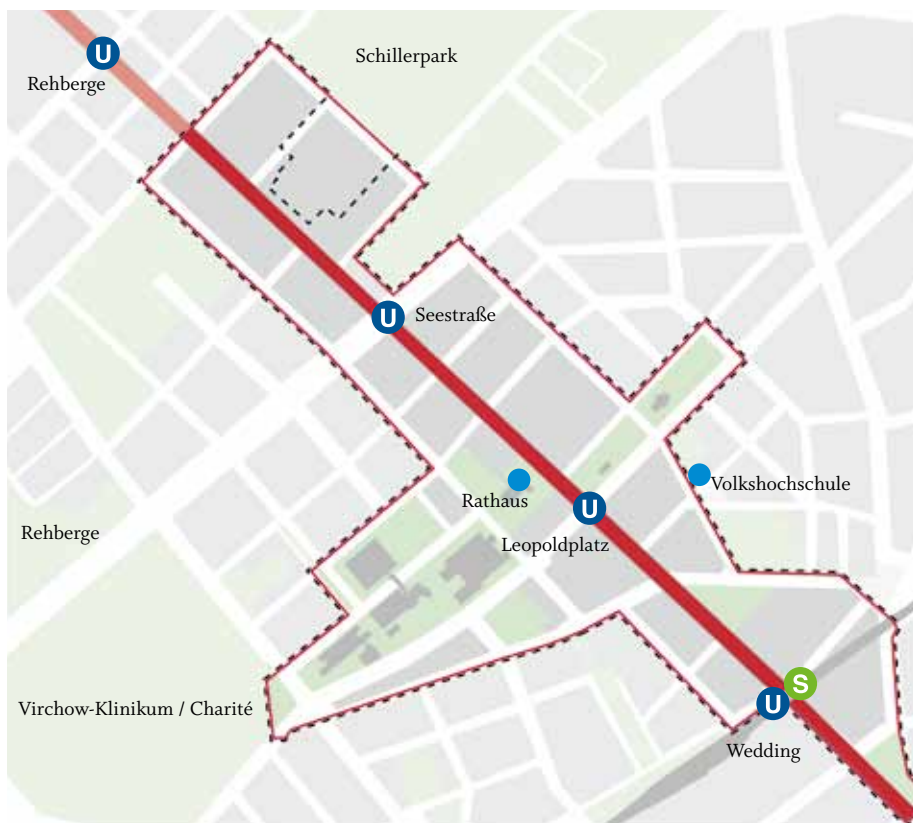 U
Schillerpark
Rehberge
U
Seestraße
Volkshochschule
Rathaus
U
Rehberge
Leopoldplatz
S
U
Virchow-Klinikum / Charité
Wedding